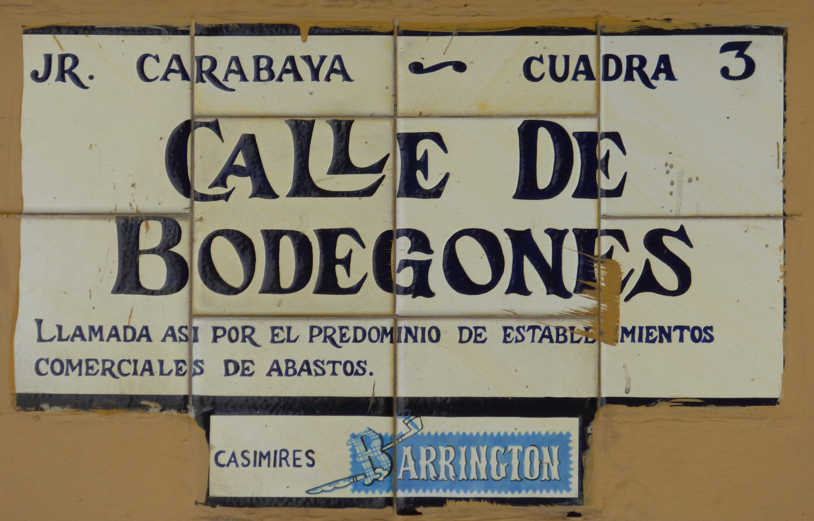 JR. CARABAYA ~ CUADRA 3
CALLE DE
BODEGONES
LLAMADA ASI POR EL PREDOMINIO DE ESTABLECIMIENTOS
COMERCIALES DE ABASTOS.
CASIMIRES BARRINGTON